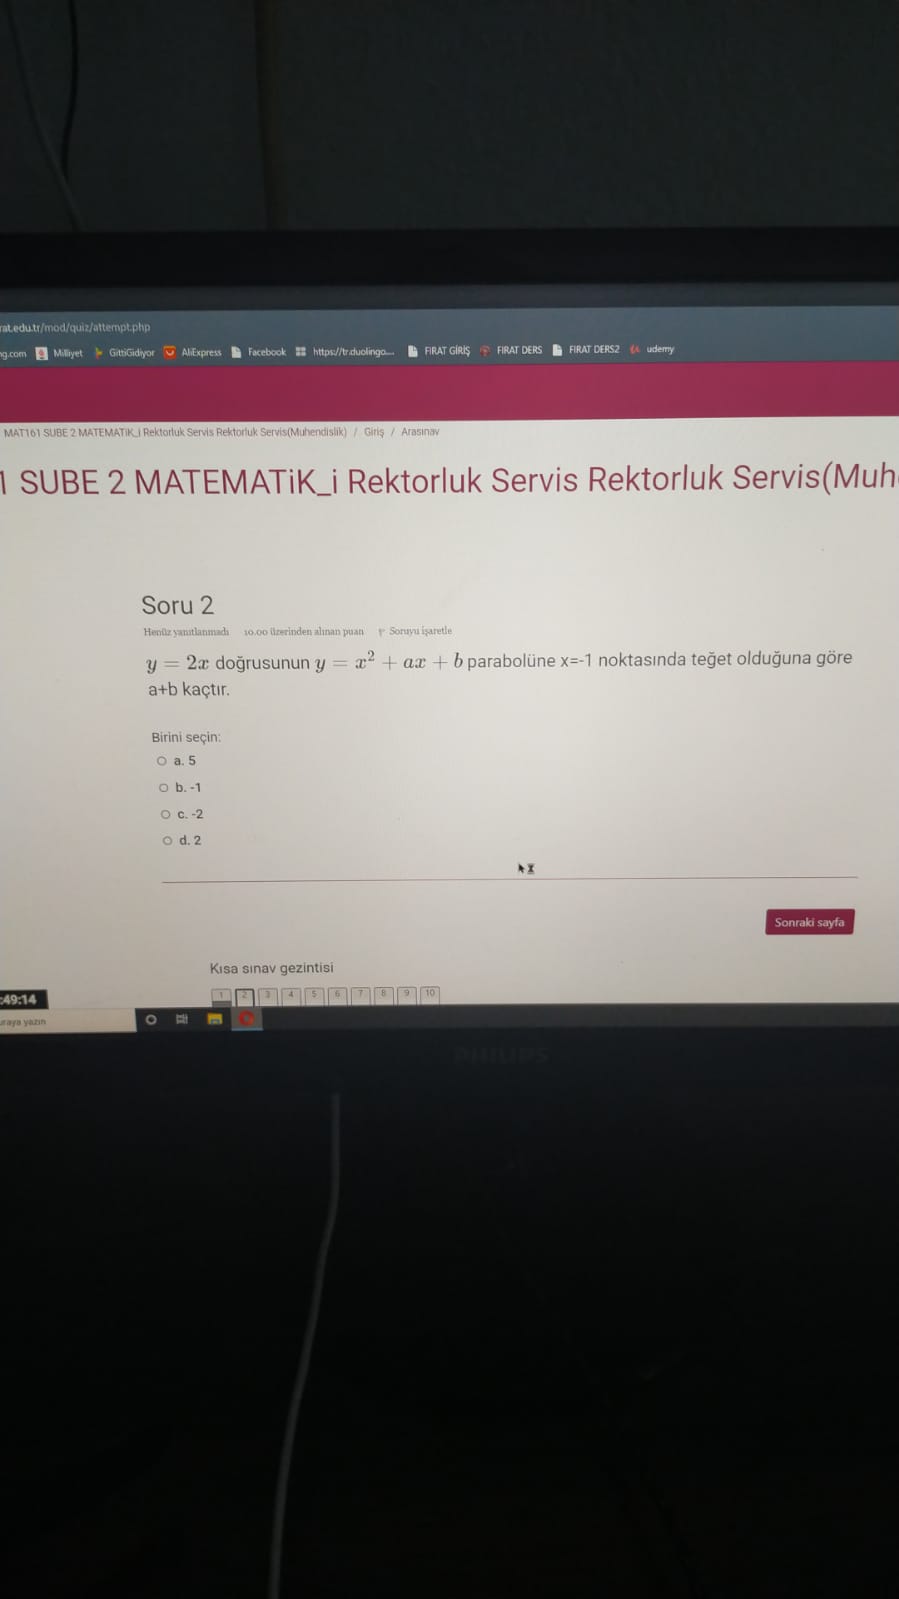 rat.edu.tr/mod/quiz/attempt.php
ng.com Milliyet GittiGidiyor AliExpress Facebook https://tr.duolingo.... FIRAT GİRİŞ FIRAT DERS FIRAT DERS2 udemy
MAT161 SUBE 2 MATEMATiK_i Rektorluk Servis Rektorluk Servis(Muhendislik) / Giriş / Arasınav
1 SUBE 2 MATEMATiK_i Rektorluk Servis Rektorluk Servis(Muh
Soru 2
Henüz yanıtlanmadı 10.00 üzerinden alınan puan Soruyu işaretle
y = 2x doğrusunun y = x² + ax + b parabolüne x=-1 noktasında teğet olduğuna göre
a+b kaçtır.
Birini seçin:
a. 5
b. -1
c. -2
d. 2
Sonraki sayfa
Kısa sınav gezintisi
1 2 3 4 5 6 7 8 9 10
:49:14
uraya yazın
PHILIPS